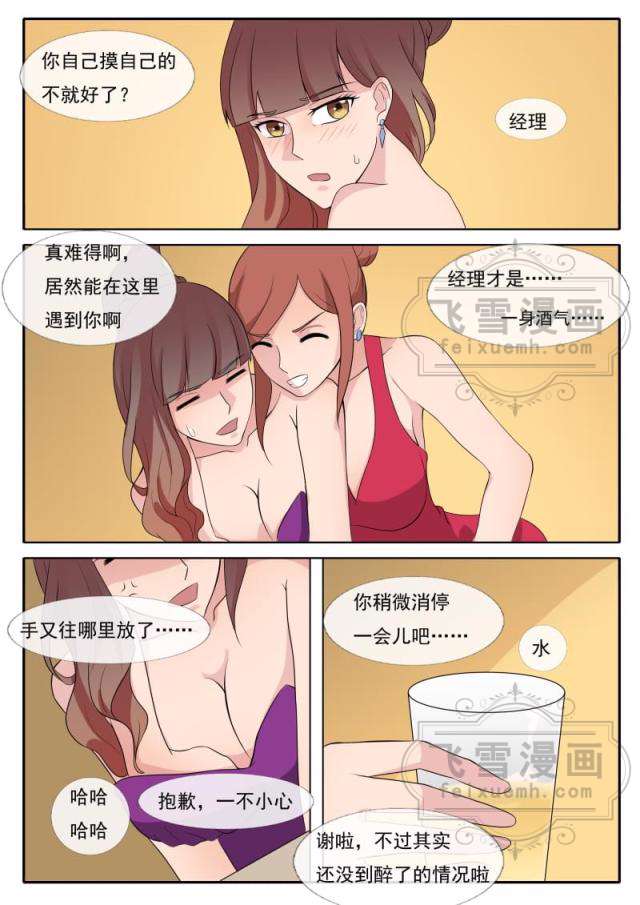 你自己摸自己的
不就好了？
经理
真难得啊，
居然能在这里
遇到你啊
经理才是……
一身酒气……
飞雪漫画
feixuemh.com
手又往哪里放了……
哈哈
哈哈
抱歉，一不小心
你稍微消停
一会儿吧……
水
飞雪漫画
feixuemh.com
谢啦，不过其实
还没到醉了的情况啦